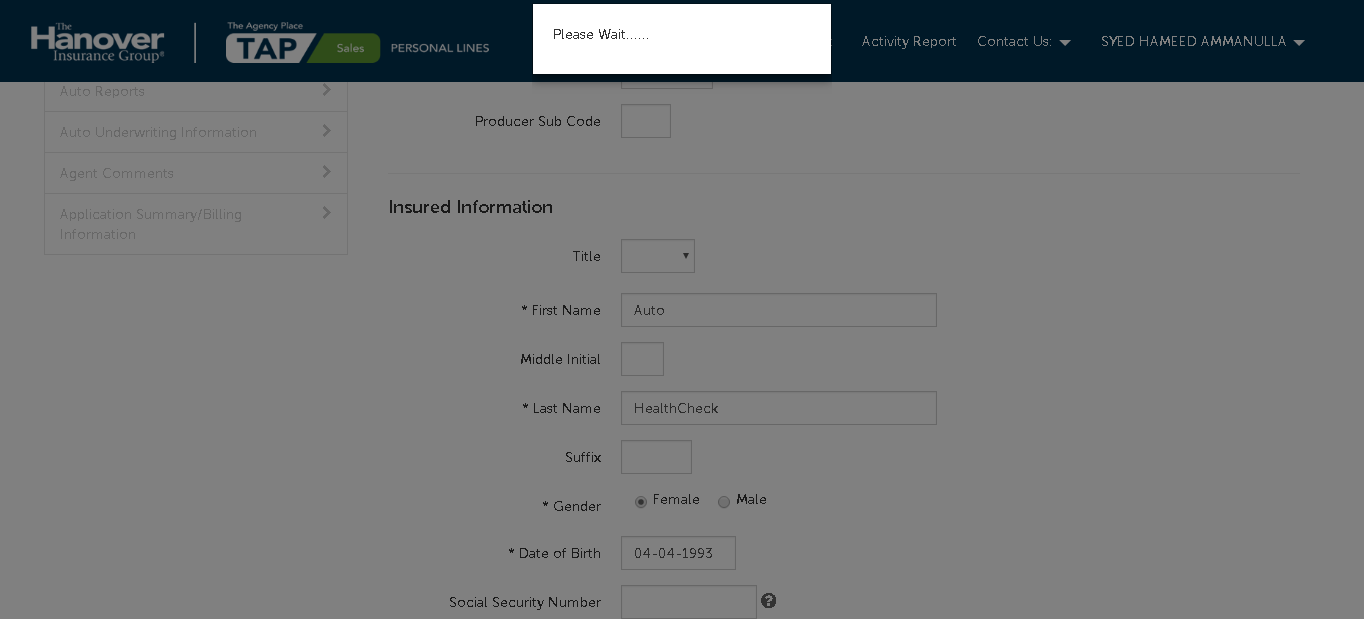 The
Hanover
Insurance Group®
The Agency Place
TAP Sales PERSONAL LINES
Please Wait......
Activity Report Contact Us: SYED HAMEED AMMANULLA
Auto Reports
Auto Underwriting Information
Agent Comments
Application Summary/Billing
Information
Producer Sub Code
Insured Information
Title
* First Name Auto
Middle Initial
* Last Name HealthCheck
Suffix
* Gender Female Male
* Date of Birth 04-04-1993
Social Security Number ?